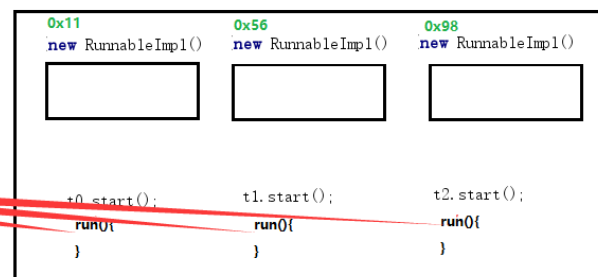 0x11 0x56 0x98
new RunnableImpl() new RunnableImpl() new RunnableImpl()
t0.start(); t1.start(); t2.start();
run(){ run(){ run(){
} } }